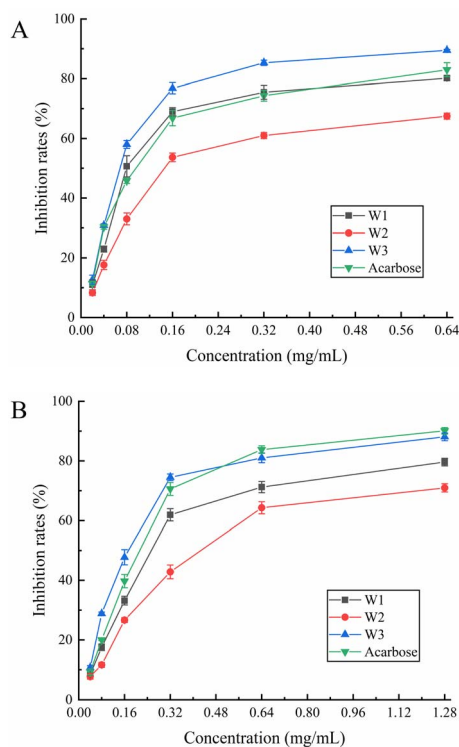 A
100
80
60
40
20
0
Inhibition rates (%)
W1
W2
W3
Acarbose
0.00 0.08 0.16 0.24 0.32 0.40 0.48 0.56 0.64
Concentration (mg/mL)
B
100
80
60
40
20
0
Inhibition rates (%)
W1
W2
W3
Acarbose
0.00 0.16 0.32 0.48 0.64 0.80 0.96 1.12 1.28
Concentration (mg/mL)